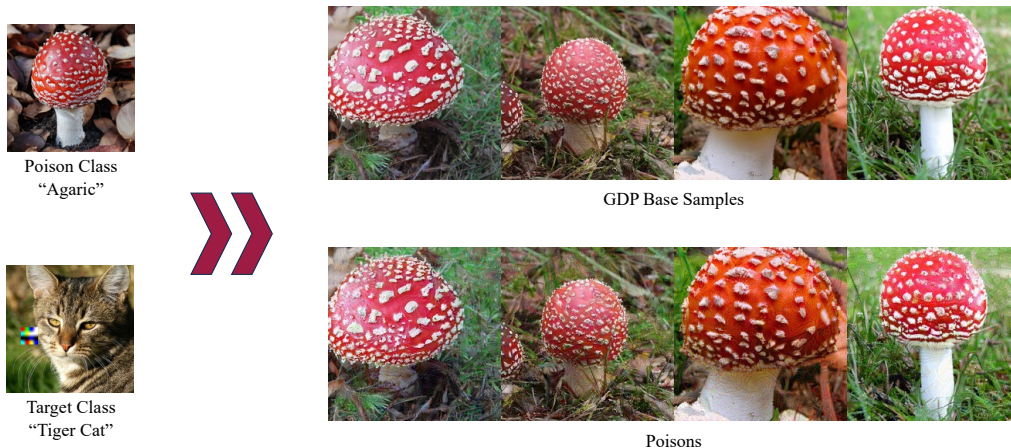 Poison Class
“Agaric”
GDP Base Samples
Target Class
“Tiger Cat”
Poisons